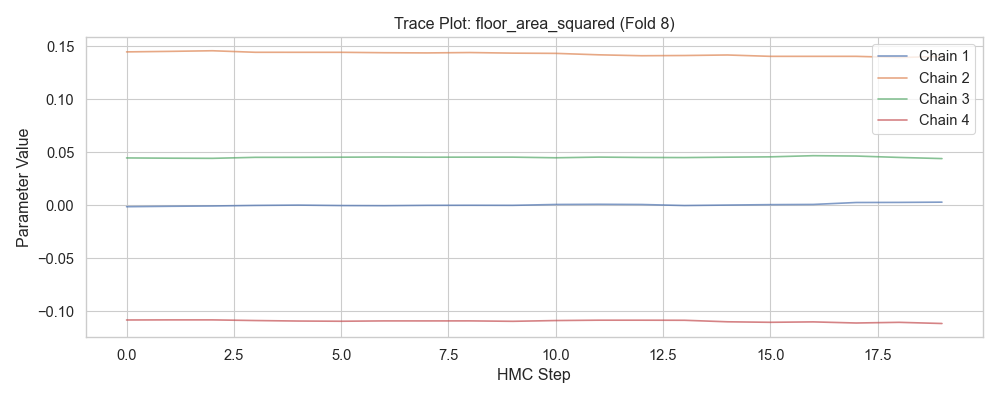 Trace Plot: floor_area_squared (Fold 8)
Parameter Value
0.15
0.10
0.05
0.00
−0.05
−0.10
Chain 1
Chain 2
Chain 3
Chain 4
0.0 2.5 5.0 7.5 10.0 12.5 15.0 17.5
HMC Step